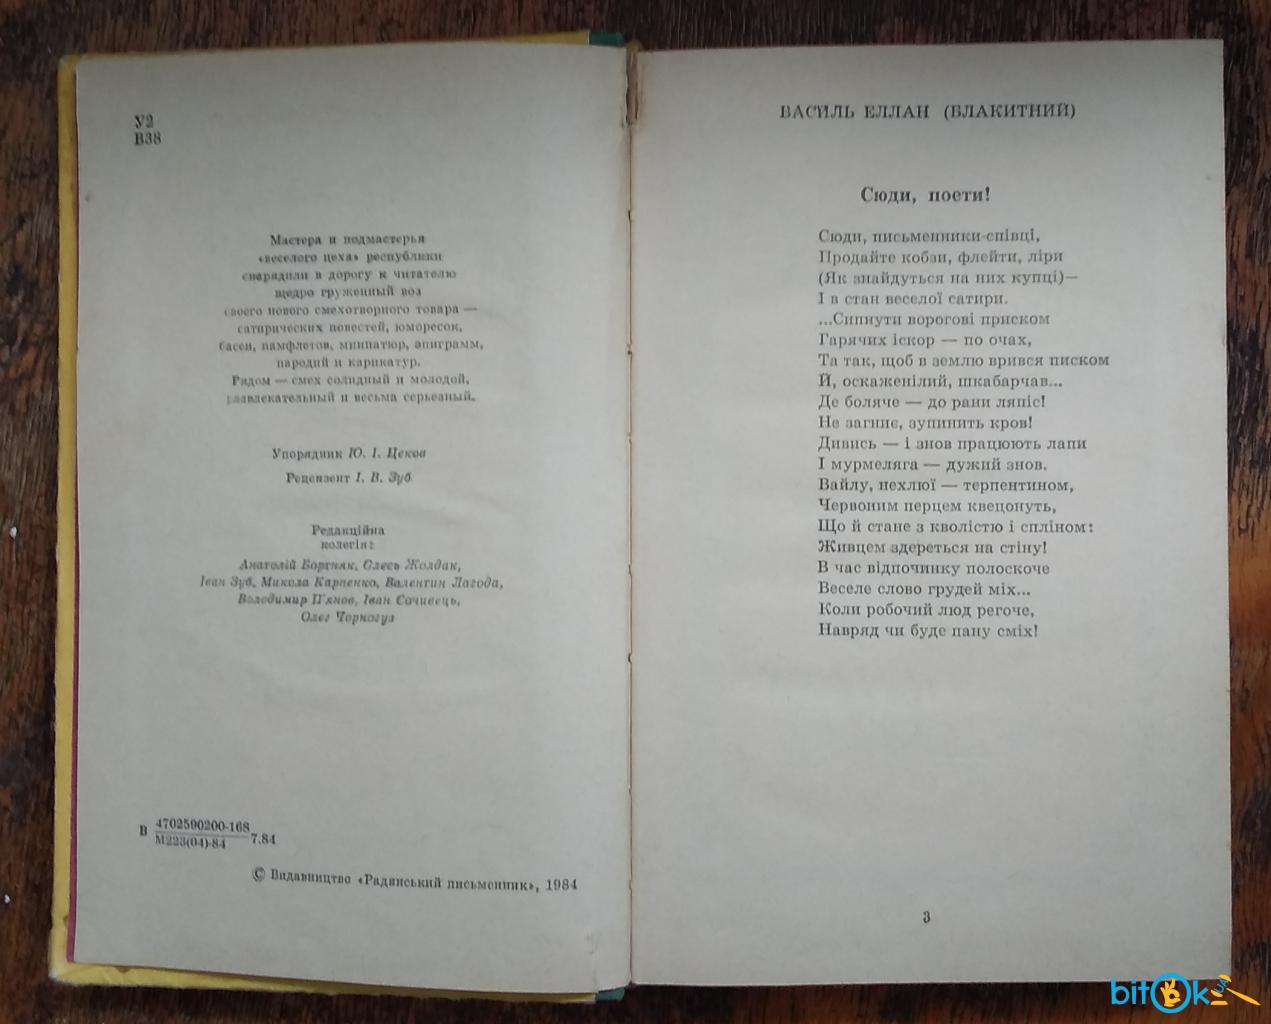 У2
В38
Мастера и подмастерья
«веселого цеха» республики
снарядили в дорогу к читателю
щедро груженный воз
своего нового смехотворного товара —
сатирических повестей, юморесок,
басен, памфлетов, миниатюр, эпиграмм,
пародий и карикатур.
Рядом — смех солидный и молодой,
развлекательный и весьма серьезный.
Упорядник Ю. І. Цеков
Рецензент І. В. Зуб
Редакційна
колегія:
Анатолій Бортняк, Олесь Жолдак,
Іван Зуб, Микола Карпенко, Валентин Лагода,
Володимир П'янов, Іван Сочивець,
Олег Чорногуз
В 4702590200-168
М223(04)-84 7.84
© Видавництво «Радянський письменник», 1984
ВАСИЛЬ ЕЛЛАН (БЛАКИТНИЙ)
Сюди, поети!
Сюди, письменники-співці,
Продайте кобзи, флейти, ліри
(Як знайдуться на них купці)—
І в стан веселої сатири.
...Сипнути ворогові приском
Гарячих іскор — по очах,
Та так, щоб в землю врився писком
Й, оскаженілий, шкабарчав...
Де боляче — до рани ляпіс!
Не загниє, зупинить кров!
Дивись — і знов працюють лапи
І мурмеляга — дужий знов.
Вайлу, нехлюї — терпентином,
Червоним перцем квецонуть,
Що й стане з кволістю і спліном:
Живцем здереться на стіну!
В час відпочинку полоскоче
Веселе слово грудей міх...
Коли робочий люд регоче,
Навряд чи буде пану сміх!
3
bitok.ua